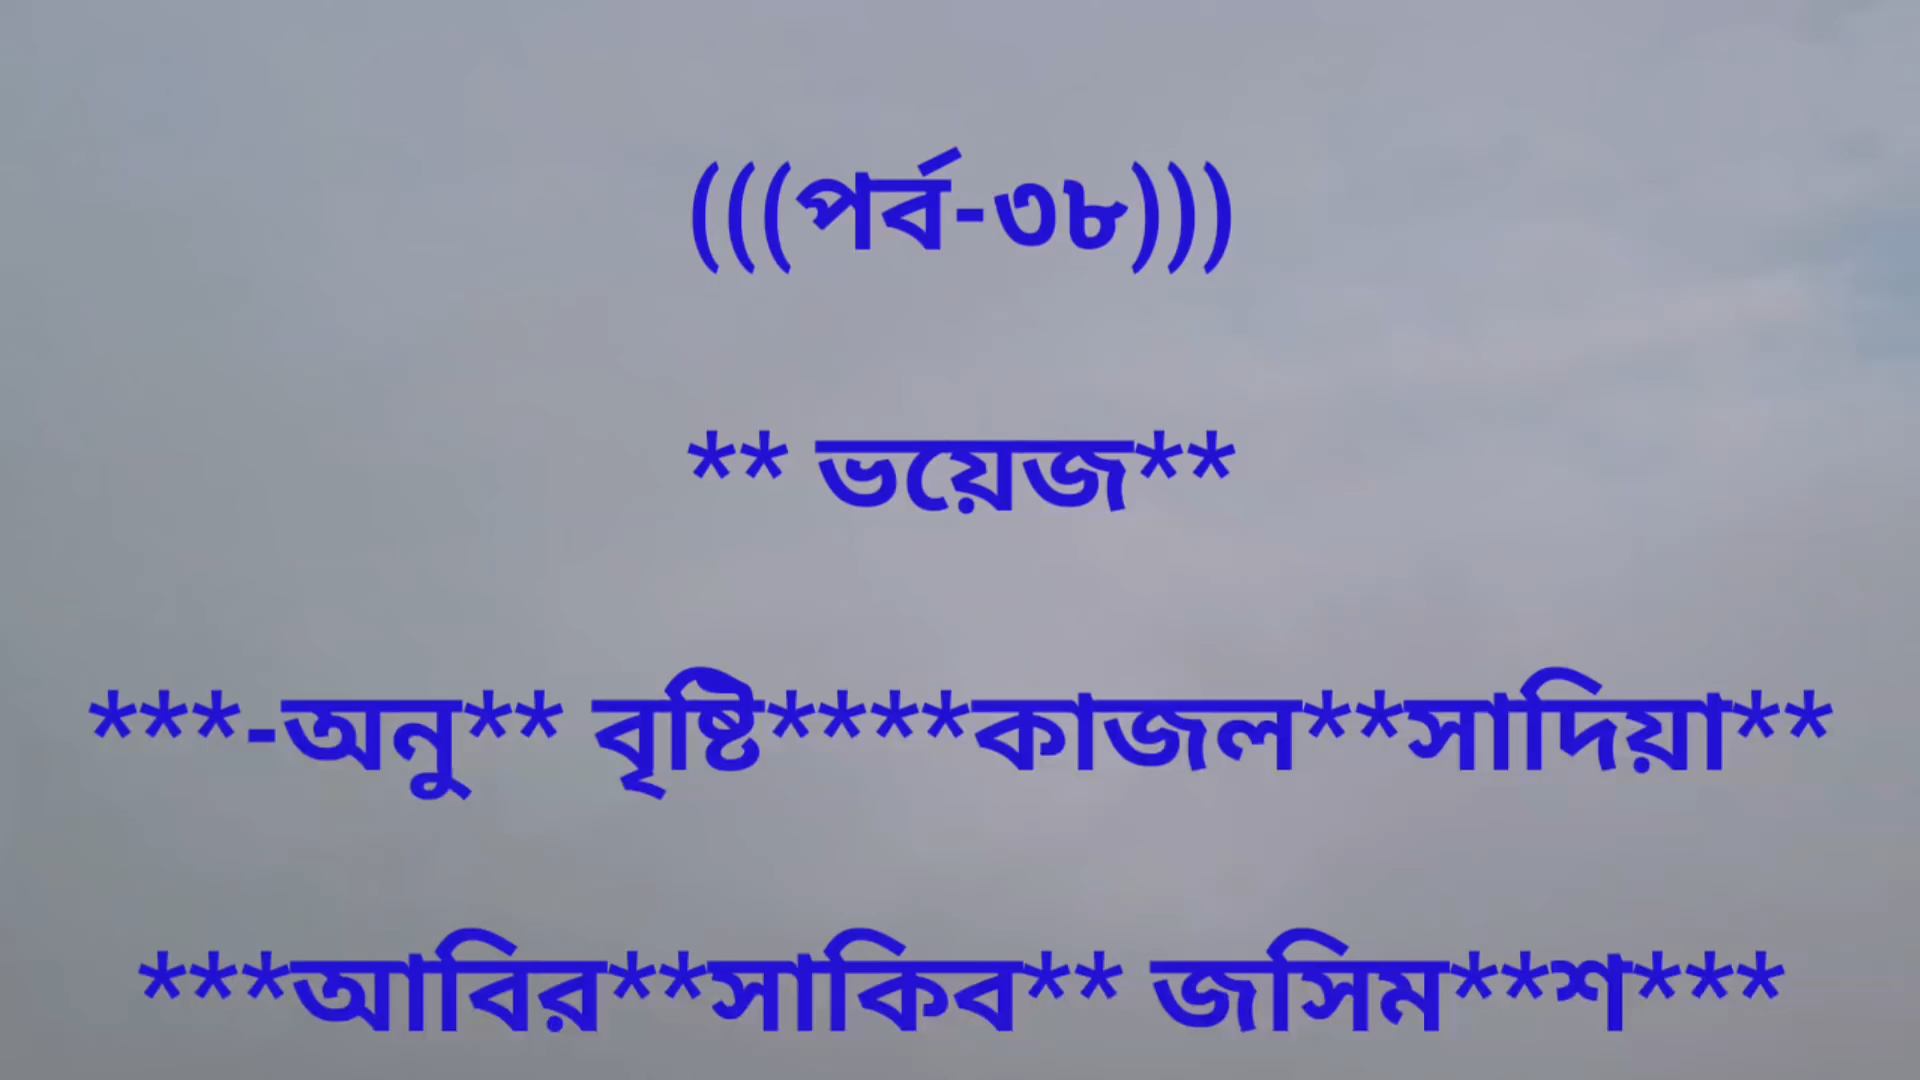 (((পর্ব-৩৮)))
** ভয়েজ**
***-অনু** বৃষ্টি****কাজল**সাদিয়া**
***আবির**সাকিব** জসিম**শ***